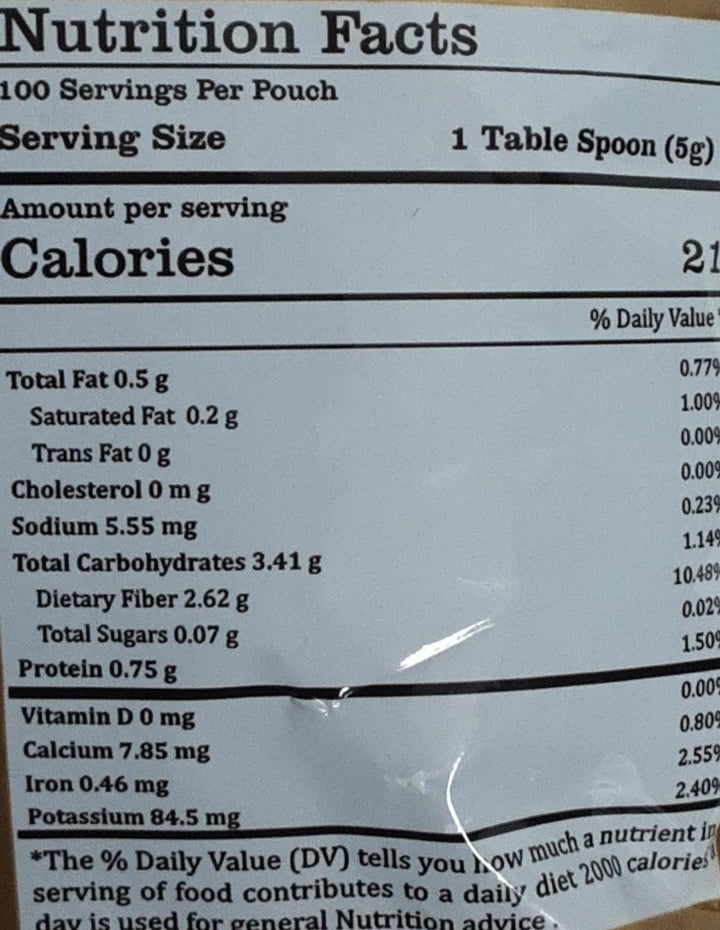 Nutrition Facts
100 Servings Per Pouch
Serving Size 1 Table Spoon (5g)
Amount per serving
Calories 21
% Daily Value
Total Fat 0.5 g 0.77%
Saturated Fat 0.2 g 1.00%
Trans Fat 0 g 0.00%
Cholesterol 0 m g 0.00%
Sodium 5.55 mg 0.23%
Total Carbohydrates 3.41 g 1.14%
Dietary Fiber 2.62 g 10.48%
Total Sugars 0.07 g 0.02%
Protein 0.75 g 1.50%
Vitamin D 0 mg 0.00%
Calcium 7.85 mg 0.80%
Iron 0.46 mg 2.55%
Potassium 84.5 mg 2.40%
*The % Daily Value (DV) tells you how much a nutrient in
serving of food contributes to a daily diet 2000 calories
day is used for general Nutrition advice.